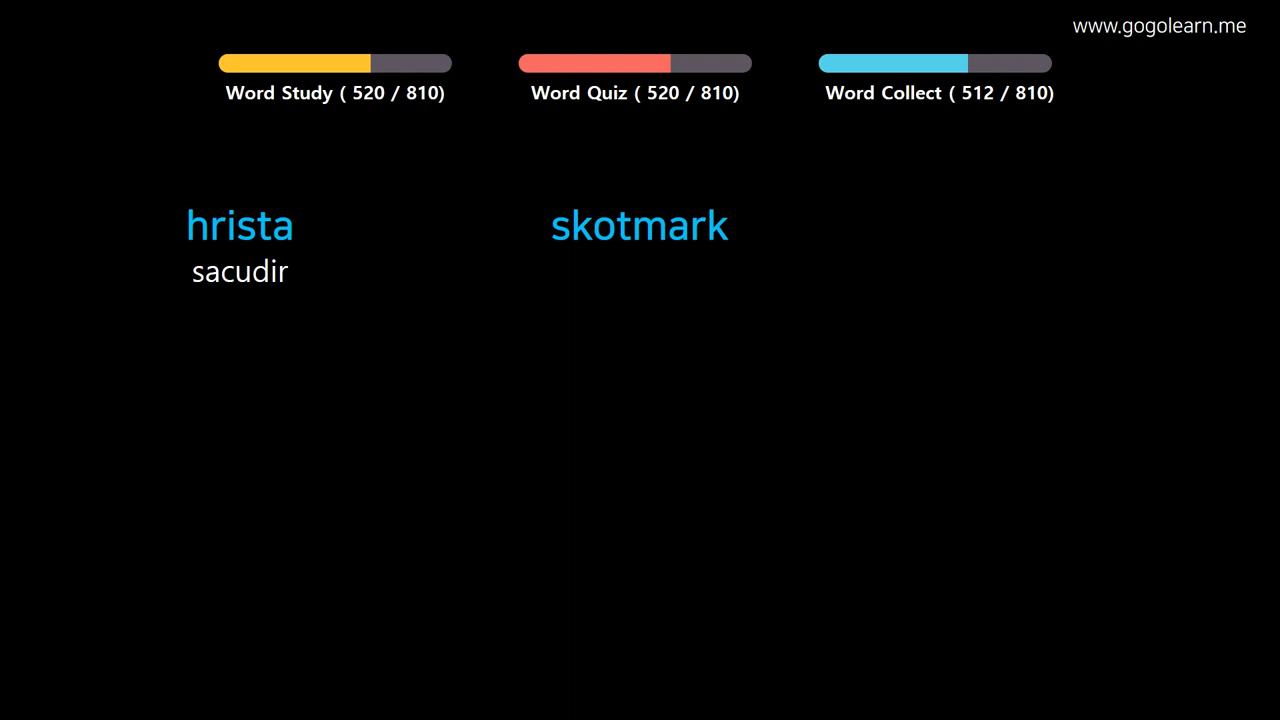 www.gogolearn.me
Word Study ( 520 / 810)
Word Quiz ( 520 / 810)
Word Collect ( 512 / 810)
hrista
sacudir
skotmark